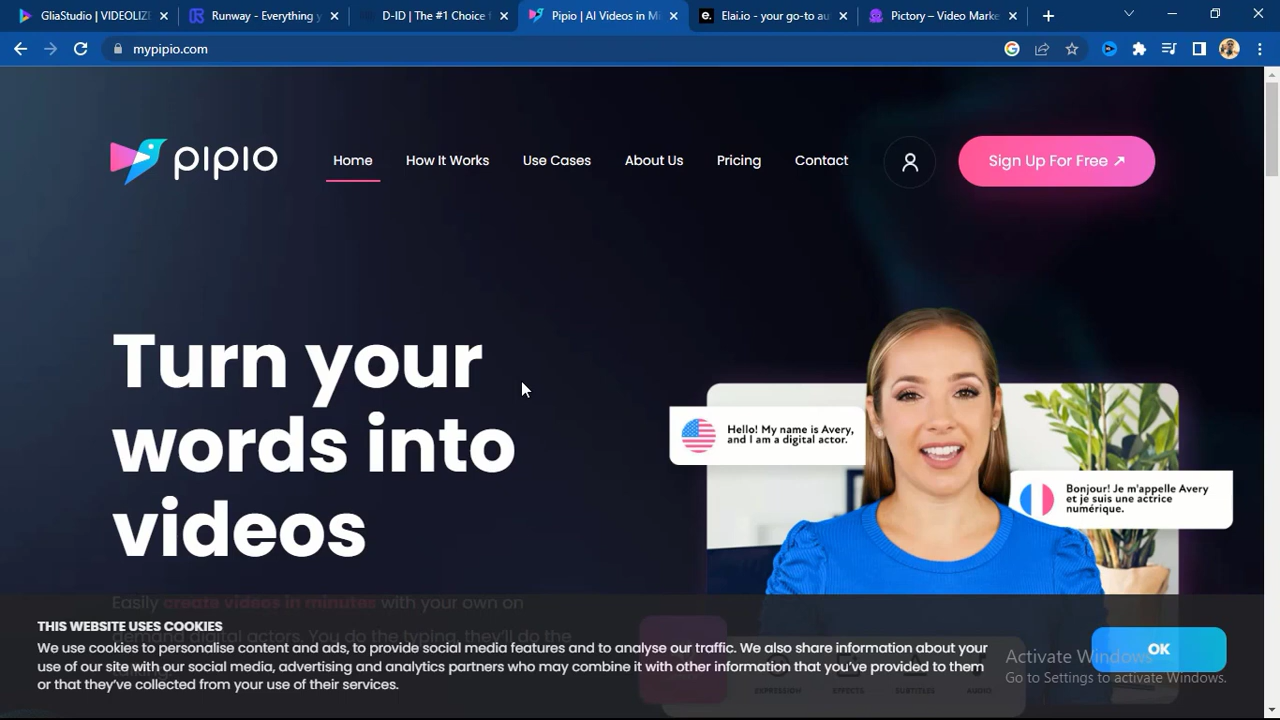 GliaStudio | VIDEOLIZE
Runway - Everything y
D-ID | The #1 Choice f
Pipio | AI Videos in Mi
Elai.io - your go-to au
Pictory – Video Marke
mypipio.com
pipio
Home
How It Works
Use Cases
About Us
Pricing
Contact
Sign Up For Free ↗
Turn your
words into
videos
Hello! My name is Avery,
and I am a digital actor.
Bonjour! Je m'appelle Avery
et je suis une actrice
numérique.
Easily create videos in minutes with your own on
demand digital actors. You do the typing, they'll do the
talking.
EXPRESSION
EFFECTS
SUBTITLES
AUDIO
THIS WEBSITE USES COOKIES
We use cookies to personalise content and ads, to provide social media features and to analyse our traffic. We also share information about your
use of our site with our social media, advertising and analytics partners who may combine it with other information that you've provided to them
or that they've collected from your use of their services.
OK
Activate Windows
Go to Settings to activate Windows.